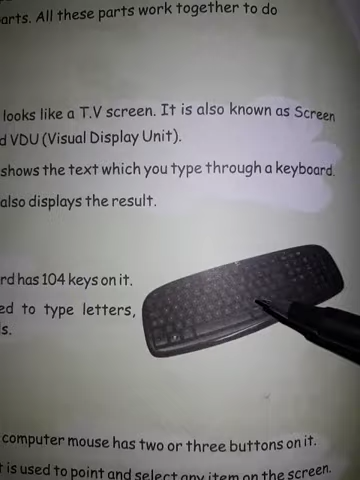 arts. All these parts work together to do
looks like a T.V screen. It is also known as Screen
d VDU (Visual Display Unit).
shows the text which you type through a keyboard.
also displays the result.
rd has 104 keys on it.
ed to type letters,
s.
computer mouse has two or three buttons on it.
t is used to point and select any item on the screen.